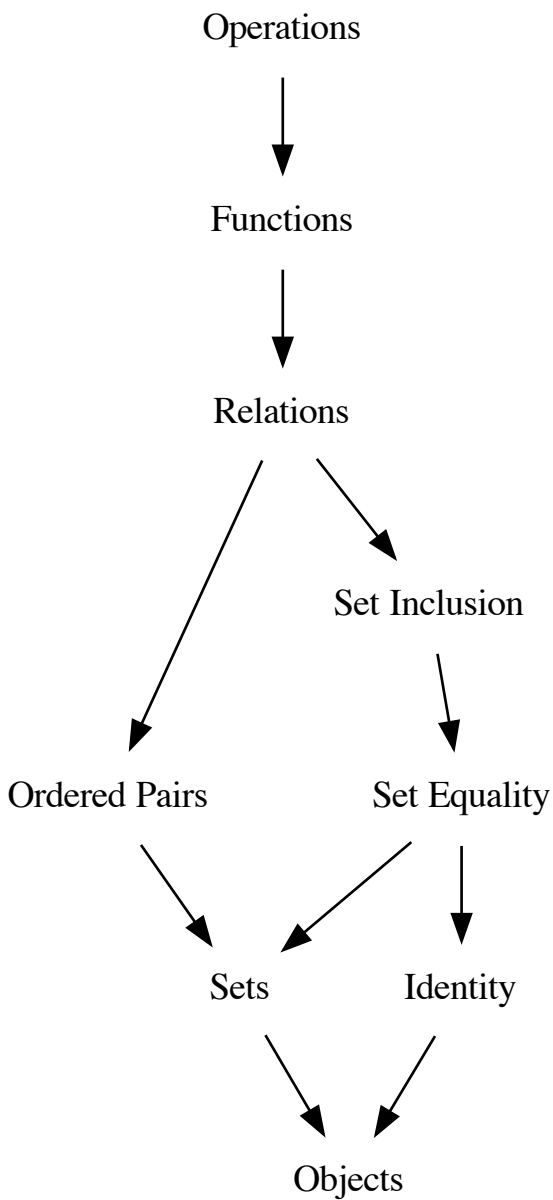 Operations
Functions
Relations
Set Inclusion
Ordered Pairs
Set Equality
Sets
Identity
Objects